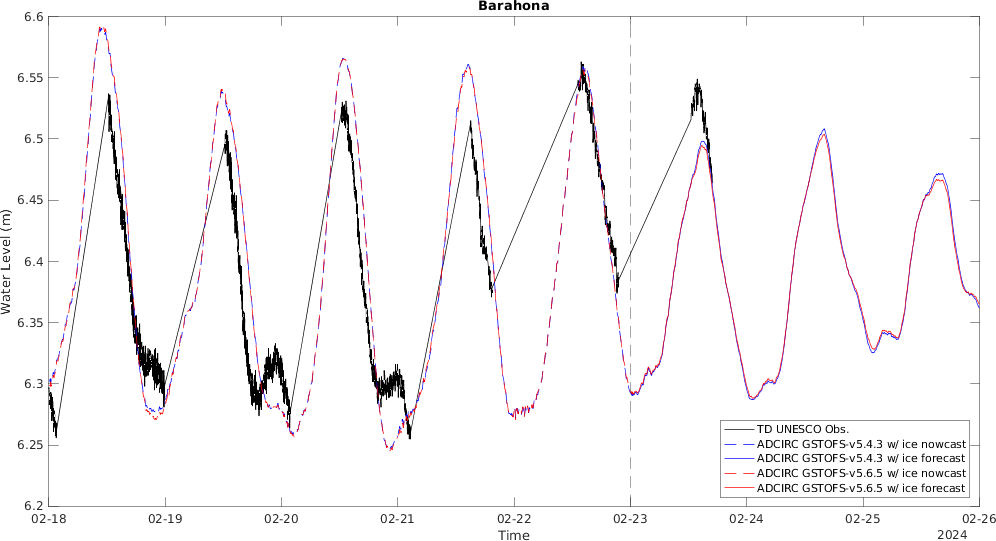 Barahona
6.6
6.55
6.5
6.45
6.4
6.35
6.3
6.25
6.2
Water Level (m)
TD UNESCO Obs.
ADCIRC GSTOFS-v5.4.3 w/ ice nowcast
ADCIRC GSTOFS-v5.4.3 w/ ice forecast
ADCIRC GSTOFS-v5.6.5 w/ ice nowcast
ADCIRC GSTOFS-v5.6.5 w/ ice forecast
02-18 02-19 02-20 02-21 02-22 02-23 02-24 02-25 02-26
Time
2024